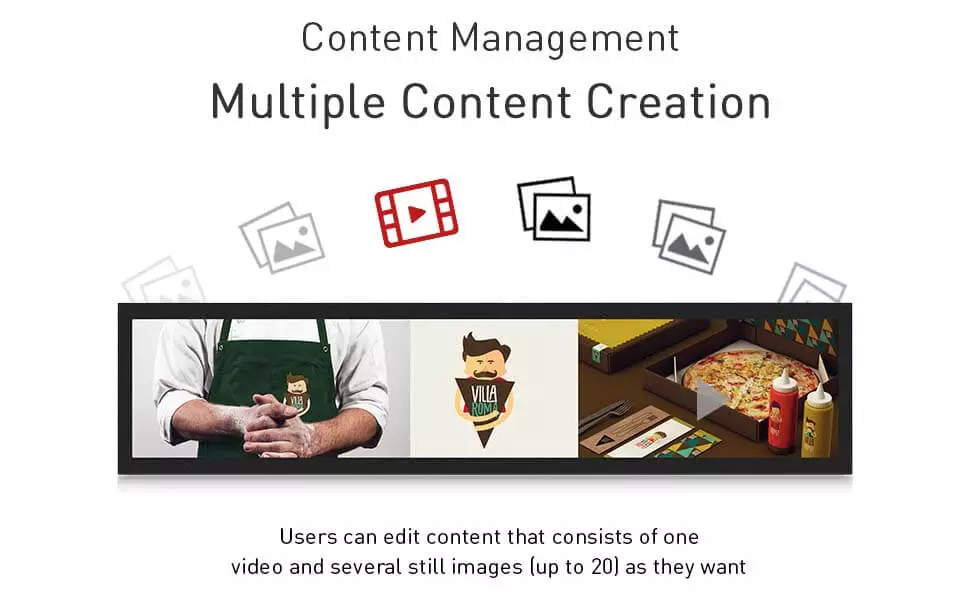 Content Management
Multiple Content Creation
VILLA
VILLA
ROMA
Users can edit content that consists of one
video and several still images (up to 20) as they want